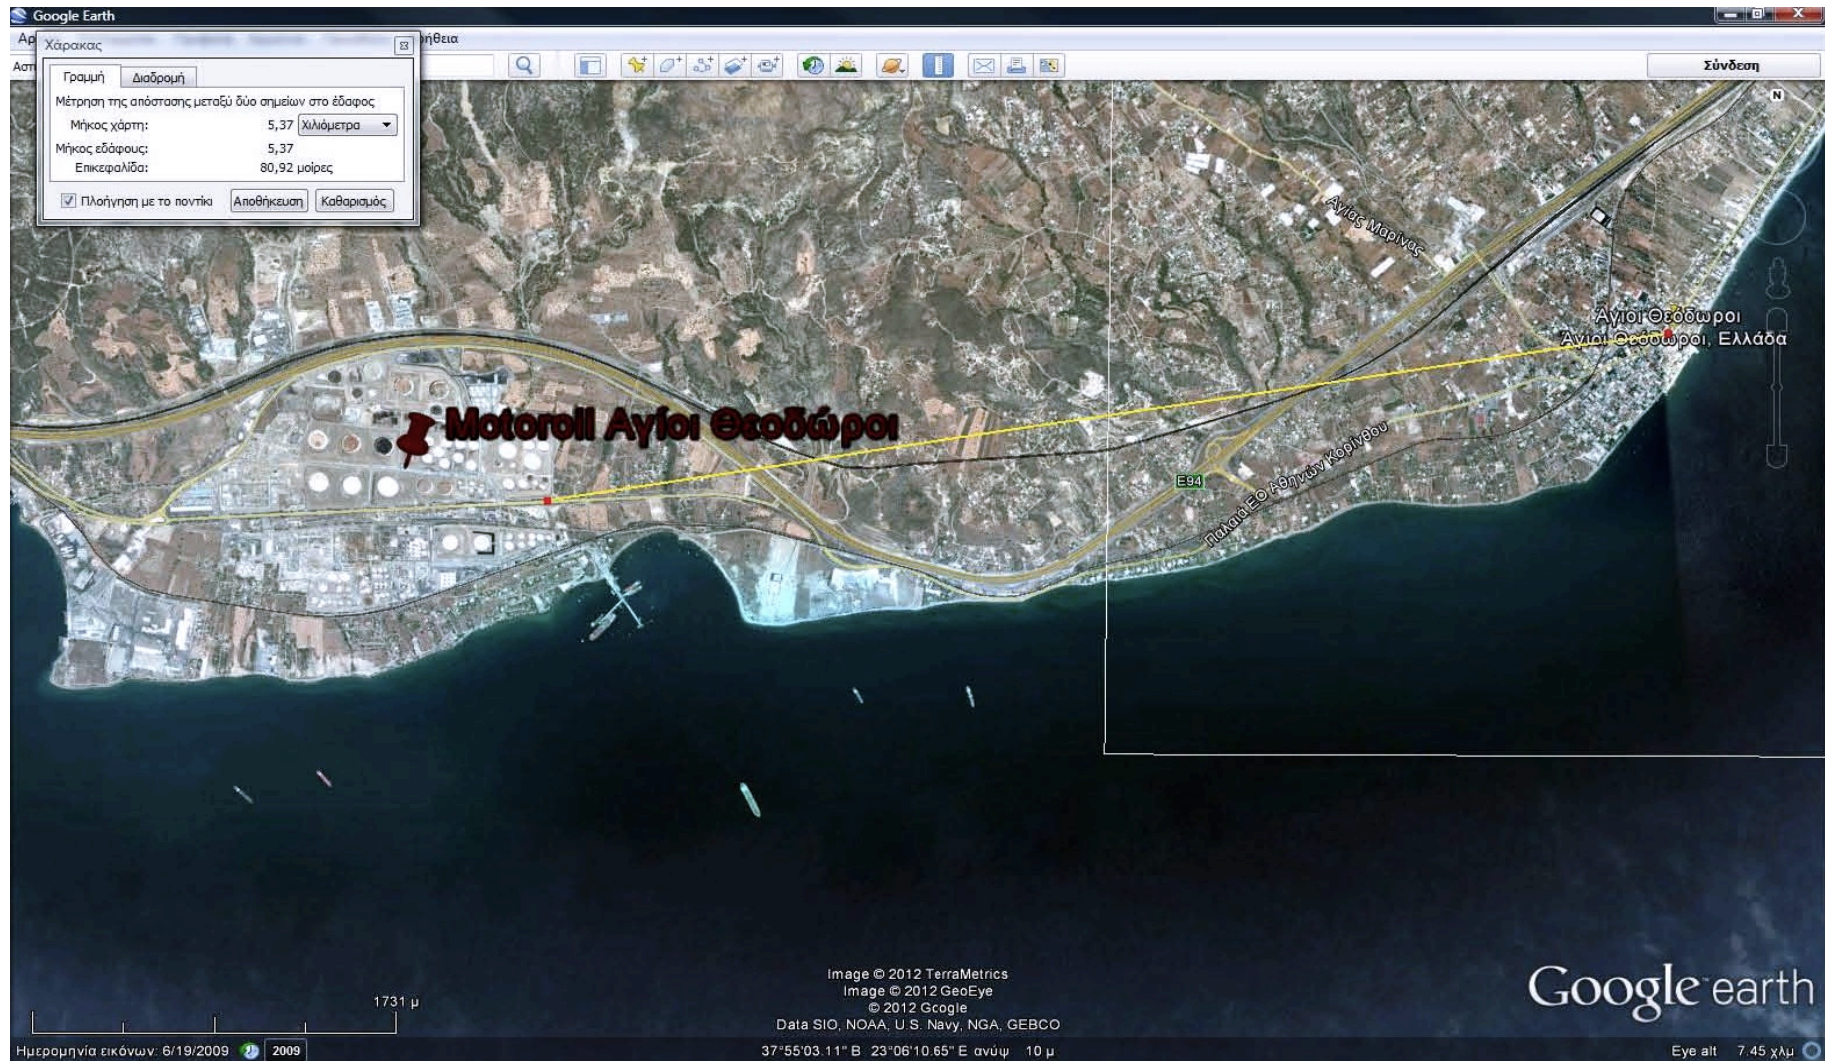 Google Earth
Χάρακας
Γραμμή Διαδρομή
Μέτρηση της απόστασης μεταξύ δύο σημείων στο έδαφος
Μήκος χάρτη: 5,37 Χιλιόμετρα
Μήκος εδάφους: 5,37
Επικεφαλίδα: 80,92 μοίρες
Πλοήγηση με το ποντίκι Αποθήκευση Καθαρισμός
Σύνδεση
N
Αγίας Μαρίνας
Άγιοι Θεόδωροι
Άγιοι Θεόδωροι, Ελλάδα
Motoroil Αγίοι Θεοδώροι
E94
Παλαιά ΕΟ Αθηνών Κορίνθου
Image © 2012 TerraMetrics
Image © 2012 GeoEye
© 2012 Google
Data SIO, NOAA, U.S. Navy, NGA, GEBCO
Google earth
1731 μ
Ημερομηνία εικόνων: 6/19/2009 2009 37°55'03.11" Β 23°06'10.65" Ε ανύψ 10 μ Eye alt 7.45 χλμ